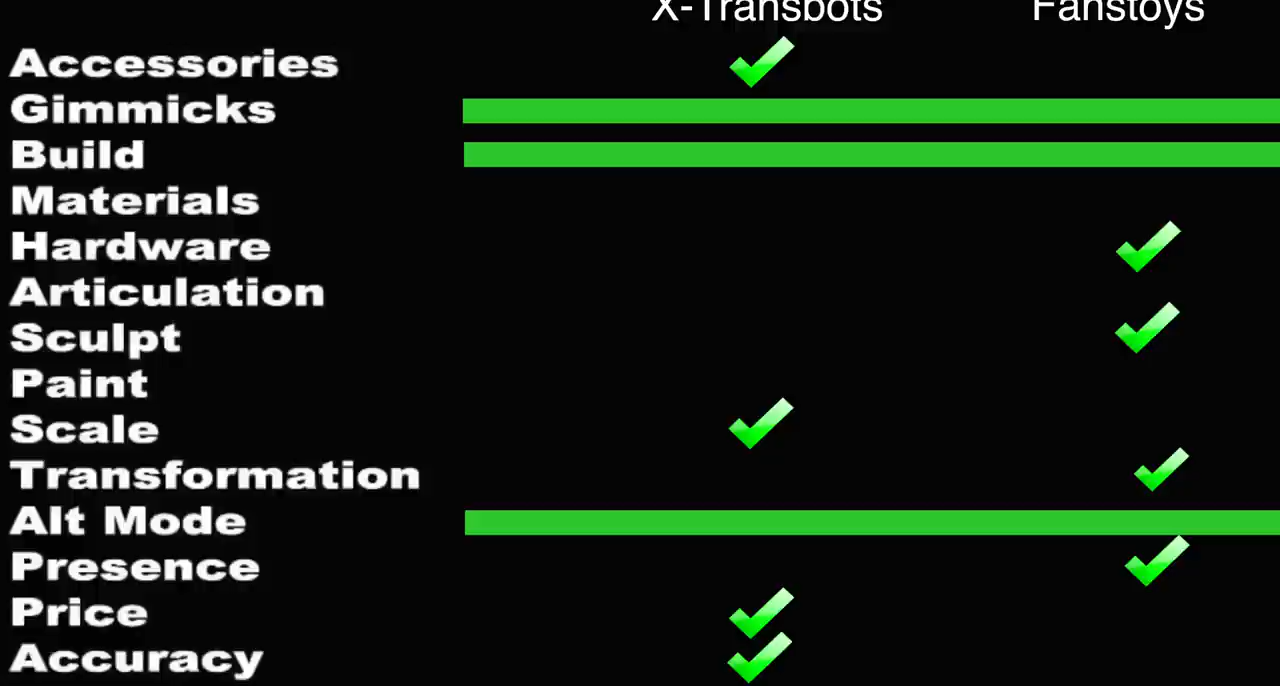 X-Transbots Fanstoys
Accessories
Gimmicks
Build
Materials
Hardware
Articulation
Sculpt
Paint
Scale
Transformation
Alt Mode
Presence
Price
Accuracy